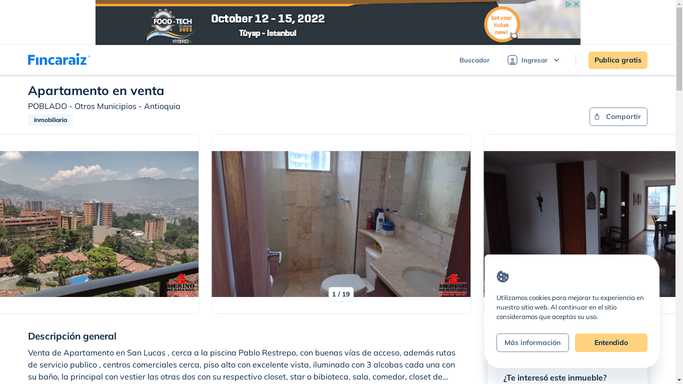 FOOD-TECH
October 12 - 15, 2022
Tüyap - Istanbul
Get your ticket now!
Fincaraiz
Buscador
Ingresar
Publica gratis
Apartamento en venta
POBLADO - Otros Municipios - Antioquia
Inmobiliaria
Compartir
1 / 19
Descripción general
Venta de Apartamento en San Lucas , cerca a la piscina Pablo Restrepo, con buenas vías de acceso, además rutas
de servicio publico , centros comerciales cerca, piso alto con excelente vista, iluminado con 3 alcobas cada una con
su baño, la principal con vestier las otras dos con su respectivo closet, star o bibioteca, sala, comedor, closet de...
Utilizamos cookies para mejorar tu experiencia en
nuestro sitio web. Al continuar en el sitio
consideramos que aceptas su uso.
Más información
Entendido
¿Te interesó este inmueble?